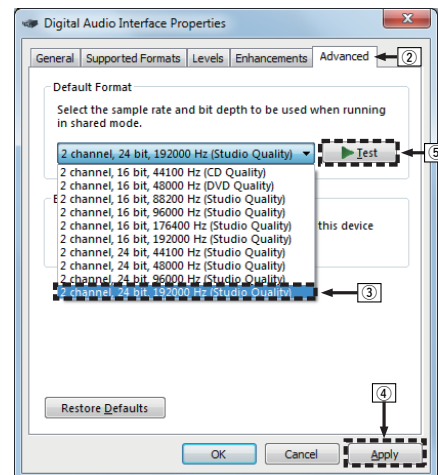 Digital Audio Interface Properties
General Supported Formats Levels Enhancements Advanced ②
Default Format
Select the sample rate and bit depth to be used when running
in shared mode.
2 channel, 24 bit, 192000 Hz (Studio Quality) Test ⑤
2 channel, 16 bit, 44100 Hz (CD Quality)
2 channel, 16 bit, 48000 Hz (DVD Quality)
E 2 channel, 16 bit, 88200 Hz (Studio Quality)
2 channel, 16 bit, 96000 Hz (Studio Quality)
2 channel, 16 bit, 176400 Hz (Studio Quality) this device
2 channel, 16 bit, 192000 Hz (Studio Quality)
2 channel, 24 bit, 44100 Hz (Studio Quality)
2 channel, 24 bit, 48000 Hz (Studio Quality)
2 channel, 24 bit, 96000 Hz (Studio Quality)
2 channel, 24 bit, 192000 Hz (Studio Quality) ③
④
Restore Defaults
OK Cancel Apply